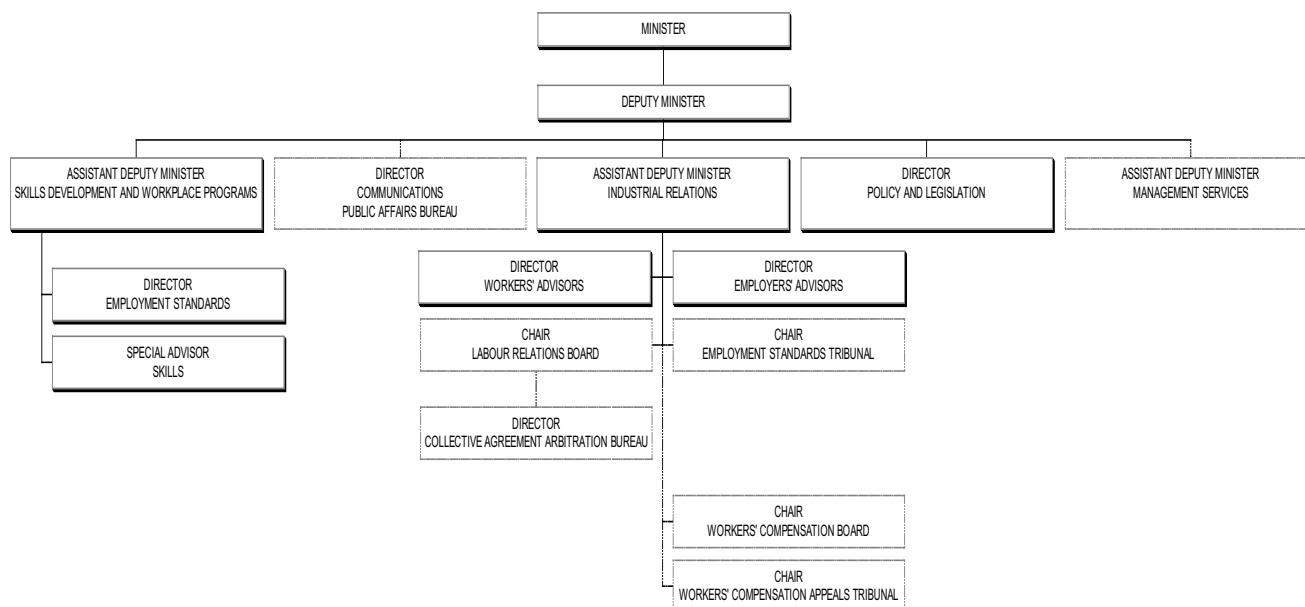 MINISTER
DEPUTY MINISTER
ASSISTANT DEPUTY MINISTER
SKILLS DEVELOPMENT AND WORKPLACE PROGRAMS
DIRECTOR
COMMUNICATIONS
PUBLIC AFFAIRS BUREAU
ASSISTANT DEPUTY MINISTER
INDUSTRIAL RELATIONS
DIRECTOR
POLICY AND LEGISLATION
ASSISTANT DEPUTY MINISTER
MANAGEMENT SERVICES
DIRECTOR
EMPLOYMENT STANDARDS
SPECIAL ADVISOR
SKILLS
DIRECTOR
WORKERS' ADVISORS
DIRECTOR
EMPLOYERS' ADVISORS
CHAIR
LABOUR RELATIONS BOARD
CHAIR
EMPLOYMENT STANDARDS TRIBUNAL
DIRECTOR
COLLECTIVE AGREEMENT ARBITRATION BUREAU
CHAIR
WORKERS' COMPENSATION BOARD
CHAIR
WORKERS' COMPENSATION APPEALS TRIBUNAL